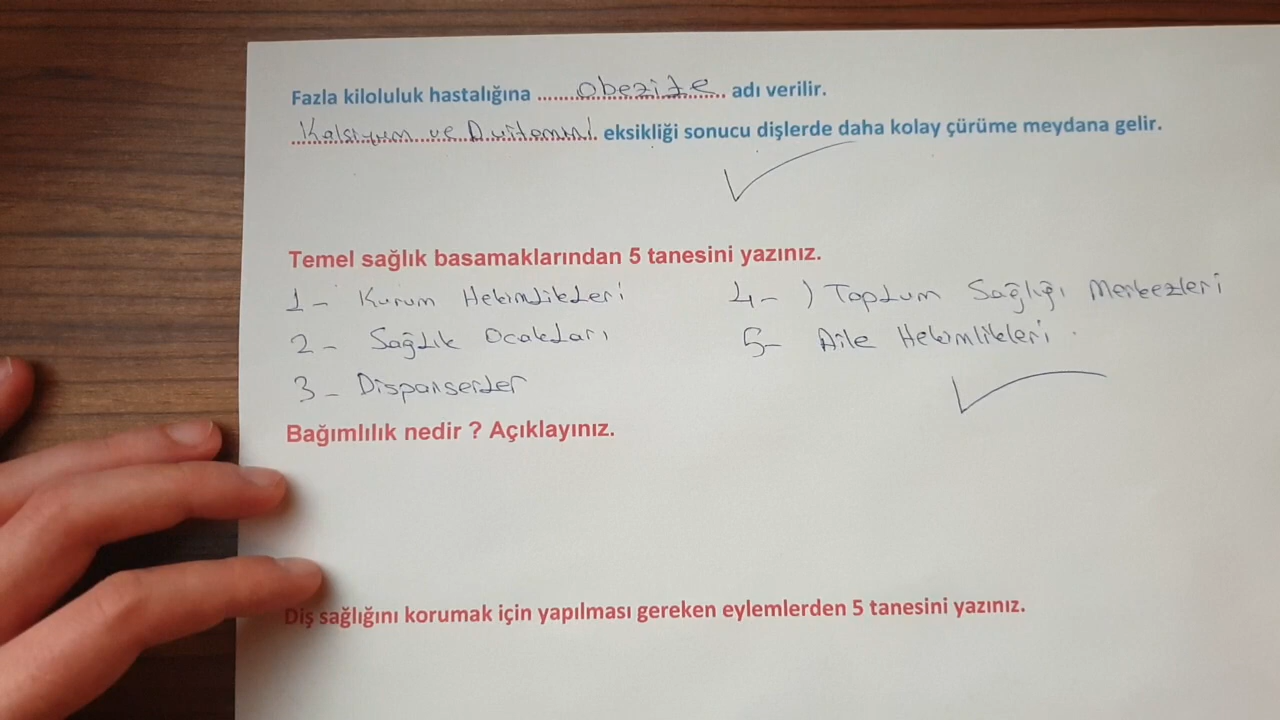 Fazla kiloluluk hastalığına ........obezite.. adı verilir.
Kalsiyum ve D vitamini. eksikliği sonucu dişlerde daha kolay çürüme meydana gelir.
Temel sağlık basamaklarından 5 tanesini yazınız.
1 - Kurum Hekimlikleri
2 - Sağlık Ocakları
3 - Dispanserler
4- ) Toplum Sağlığı Merkezleri
5- Aile Hekimlikleri .
Bağımlılık nedir ? Açıklayınız.
Diş sağlığını korumak için yapılması gereken eylemlerden 5 tanesini yazınız.